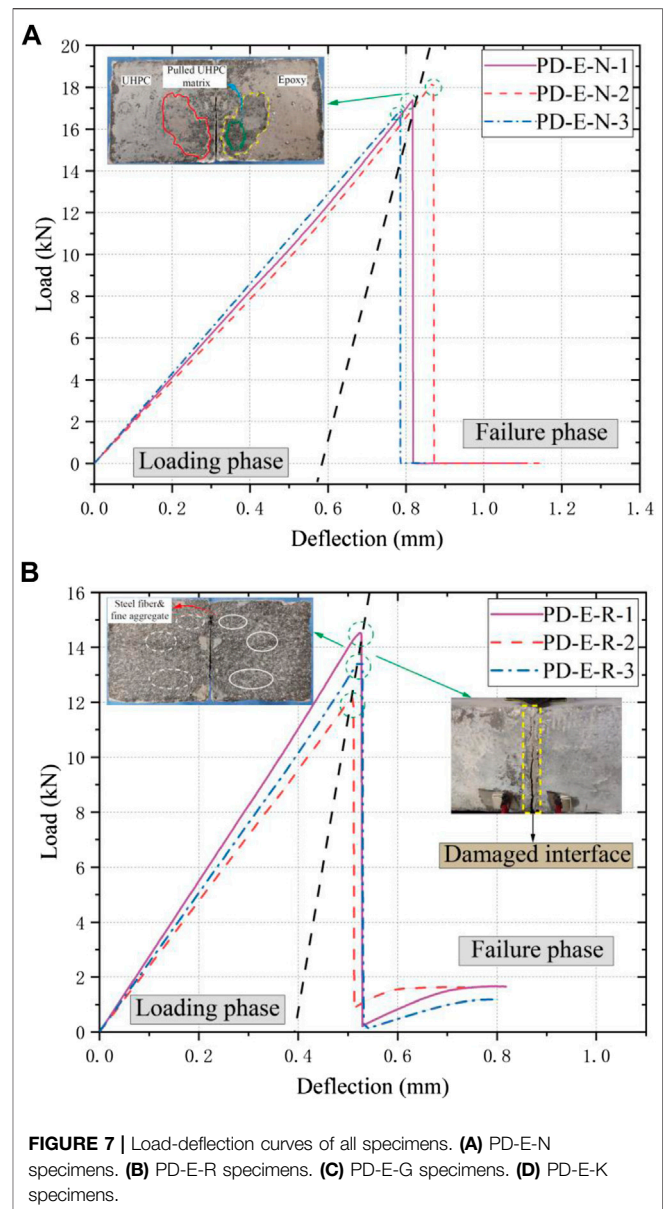 A
20
18
16
14
12
10
8
6
4
2
0
Load (kN)
UHPC
Pulled UHPC
matrix
Epoxy
PD-E-N-1
PD-E-N-2
PD-E-N-3
Loading phase
Failure phase
0.0 0.2 0.4 0.6 0.8 1.0 1.2 1.4
Deflection (mm)
B
16
14
12
10
8
6
4
2
0
Load (kN)
Steel fiber&
fine aggregate
PD-E-R-1
PD-E-R-2
PD-E-R-3
Damaged interface
Failure phase
Loading phase
0.0 0.2 0.4 0.6 0.8 1.0
Deflection (mm)
FIGURE 7 | Load-deflection curves of all specimens. (A) PD-E-N
specimens. (B) PD-E-R specimens. (C) PD-E-G specimens. (D) PD-E-K
specimens.